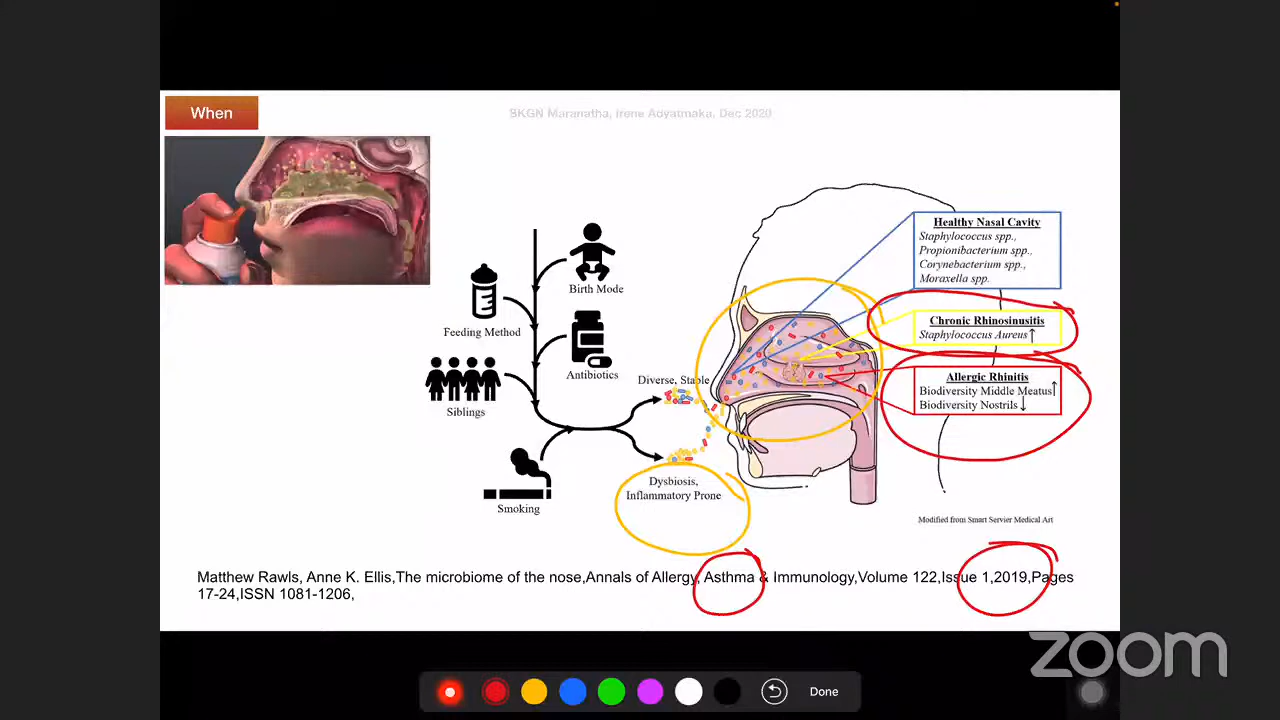 When
SKGN Maranatha, Irene Adyatmaka, Dec 2020
Healthy Nasal Cavity
Staphylococcus spp.,
Propionibacterium spp.,
Corynebacterium spp.,
Moraxella spp.
Birth Mode
Feeding Method
Chronic Rhinosinusitis
Staphylococcus Aureus↑
Antibiotics
Diverse, Stable
Allergic Rhinitis
Biodiversity Middle Meatus↑
Biodiversity Nostrils↓
Siblings
Dysbiosis,
Inflammatory Prone
Smoking
Modified from Smart Servier Medical Art
Matthew Rawls, Anne K. Ellis,The microbiome of the nose,Annals of Allergy, Asthma & Immunology,Volume 122,Issue 1,2019,Pages
17-24,ISSN 1081-1206,
zoom
Done